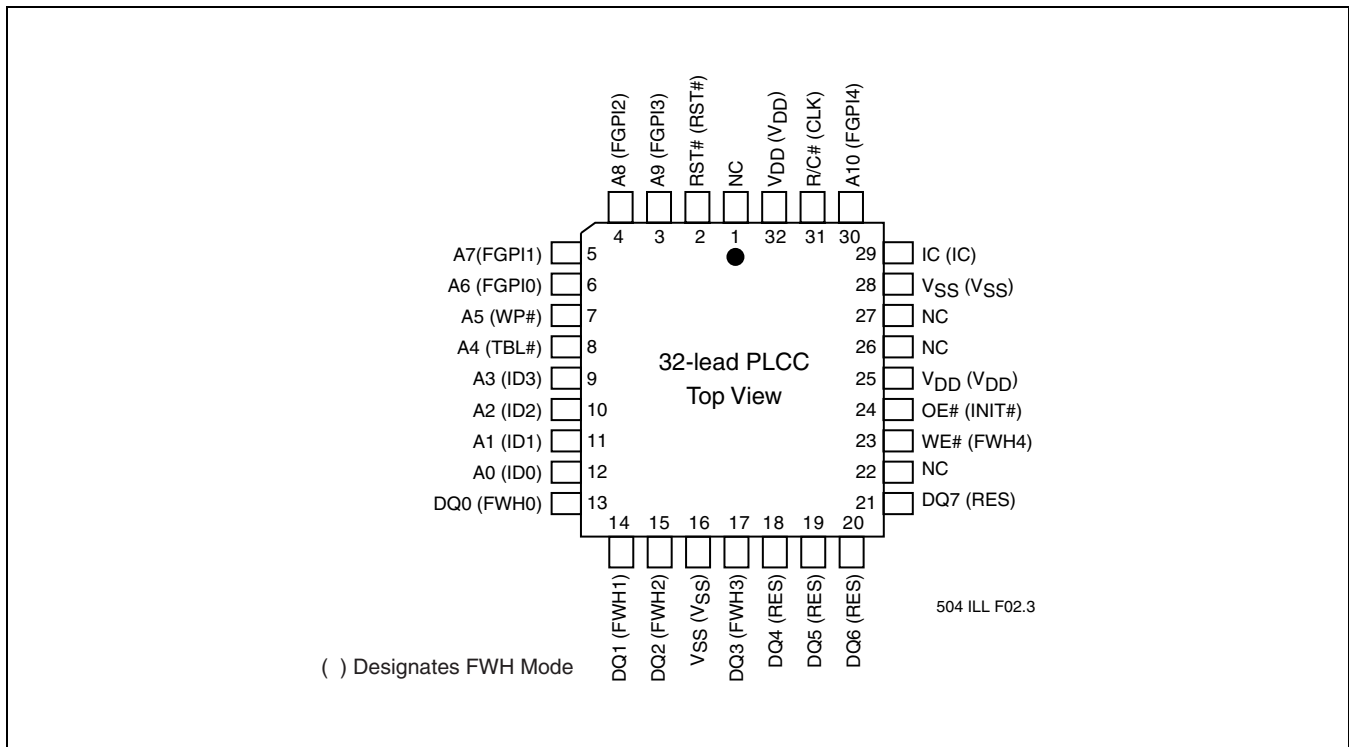 A8 (FGPI2)
A9 (FGPI3)
RST# (RST#)
NC
VDD (VDD)
R/C# (CLK)
A10 (FGPI4)
4 3 2 1 32 31 30
A7(FGPI1) 5
A6 (FGPI0) 6
A5 (WP#) 7
A4 (TBL#) 8
A3 (ID3) 9
A2 (ID2) 10
A1 (ID1) 11
A0 (ID0) 12
DQ0 (FWH0) 13
32-lead PLCC
Top View
29 IC (IC)
28 VSS (VSS)
27 NC
26 NC
25 VDD (VDD)
24 OE# (INIT#)
23 WE# (FWH4)
22 NC
21 DQ7 (RES)
14 15 16 17 18 19 20
DQ1 (FWH1)
DQ2 (FWH2)
VSS (VSS)
DQ3 (FWH3)
DQ4 (RES)
DQ5 (RES)
DQ6 (RES)
504 ILL F02.3
( ) Designates FWH Mode